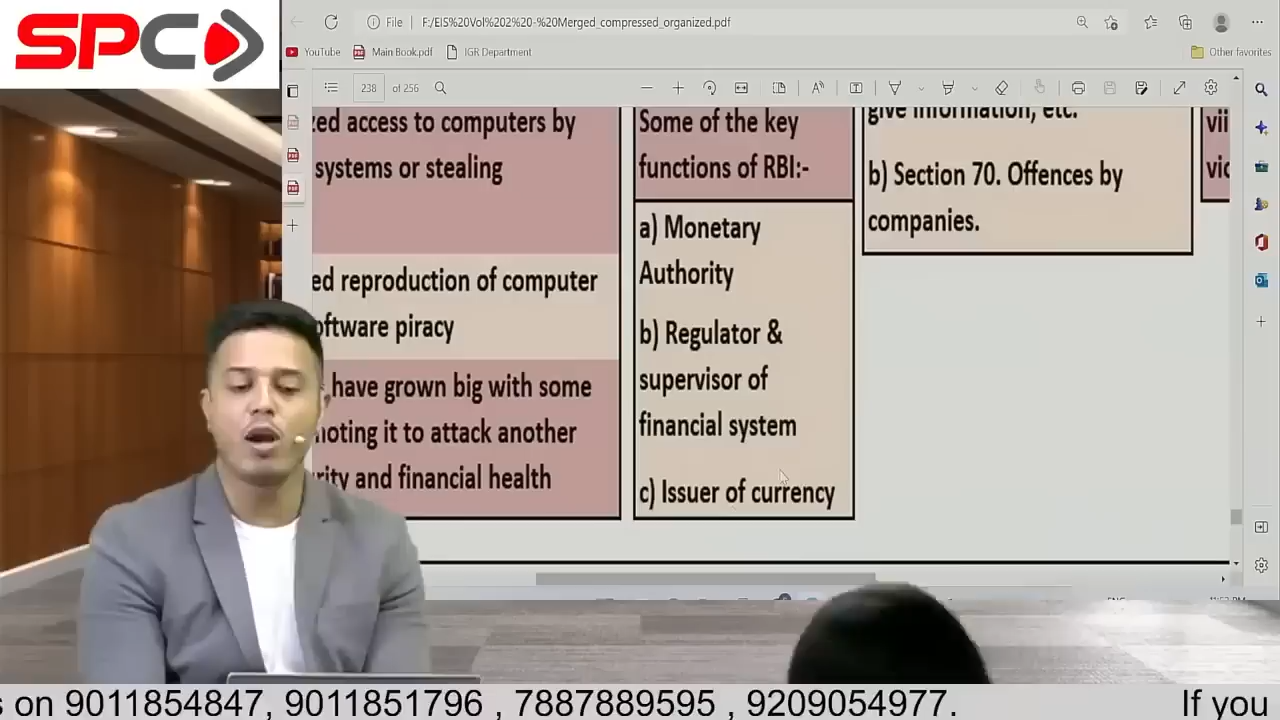 SPC
File F:/EIS%20Vol%202%20-%20Merged_compressed_organized.pdf
YouTube Main Book.pdf IGR Department Other favorites
238 of 256
zed access to computers by
systems or stealing
ed reproduction of computer
oftware piracy
have grown big with some
moting it to attack another
rity and financial health
Some of the key
functions of RBI:-
a) Monetary
Authority
b) Regulator &
supervisor of
financial system
c) Issuer of currency
give information, etc.
b) Section 70. Offences by
companies.
vii
vic
s on 9011854847, 9011851796 , 7887889595 , 9209054977. If you